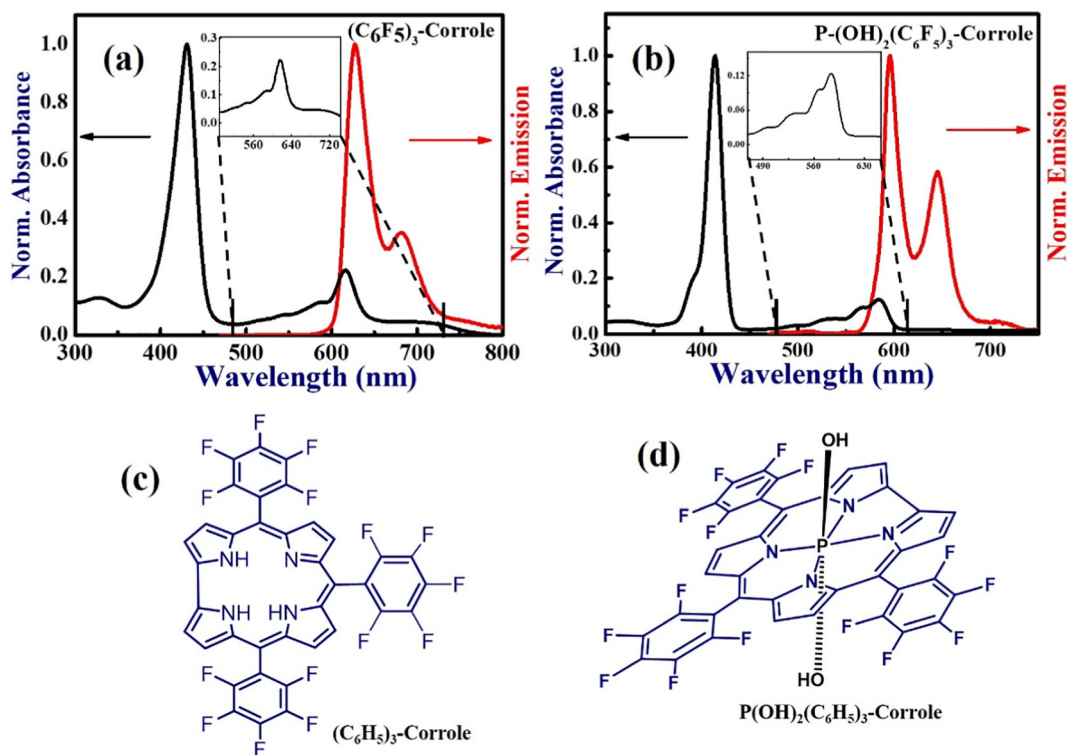 (a)
(C6F5)3-Corrole
Norm. Absorbance
Norm. Emission
Wavelength (nm)
1.0
0.8
0.6
0.4
0.2
0.0
300 400 500 600 700 800
0.3
0.2
0.1
0.0
560 640 720
(b)
P-(OH)2(C6F5)3-Corrole
Norm. Absorbance
Norm. Emission
Wavelength (nm)
1.0
0.8
0.6
0.4
0.2
0.0
300 400 500 600 700
0.12
0.06
0.00
490 560 630
(c)
F
F F
F F
NH N
NH HN
F F
F
F F
F F
F F
F
(C6H5)3-Corrole
(d)
OH
F F
F F
F
N N
P
N N
F F
F F
F
F F
F F
F
HO
P(OH)2(C6H5)3-Corrole